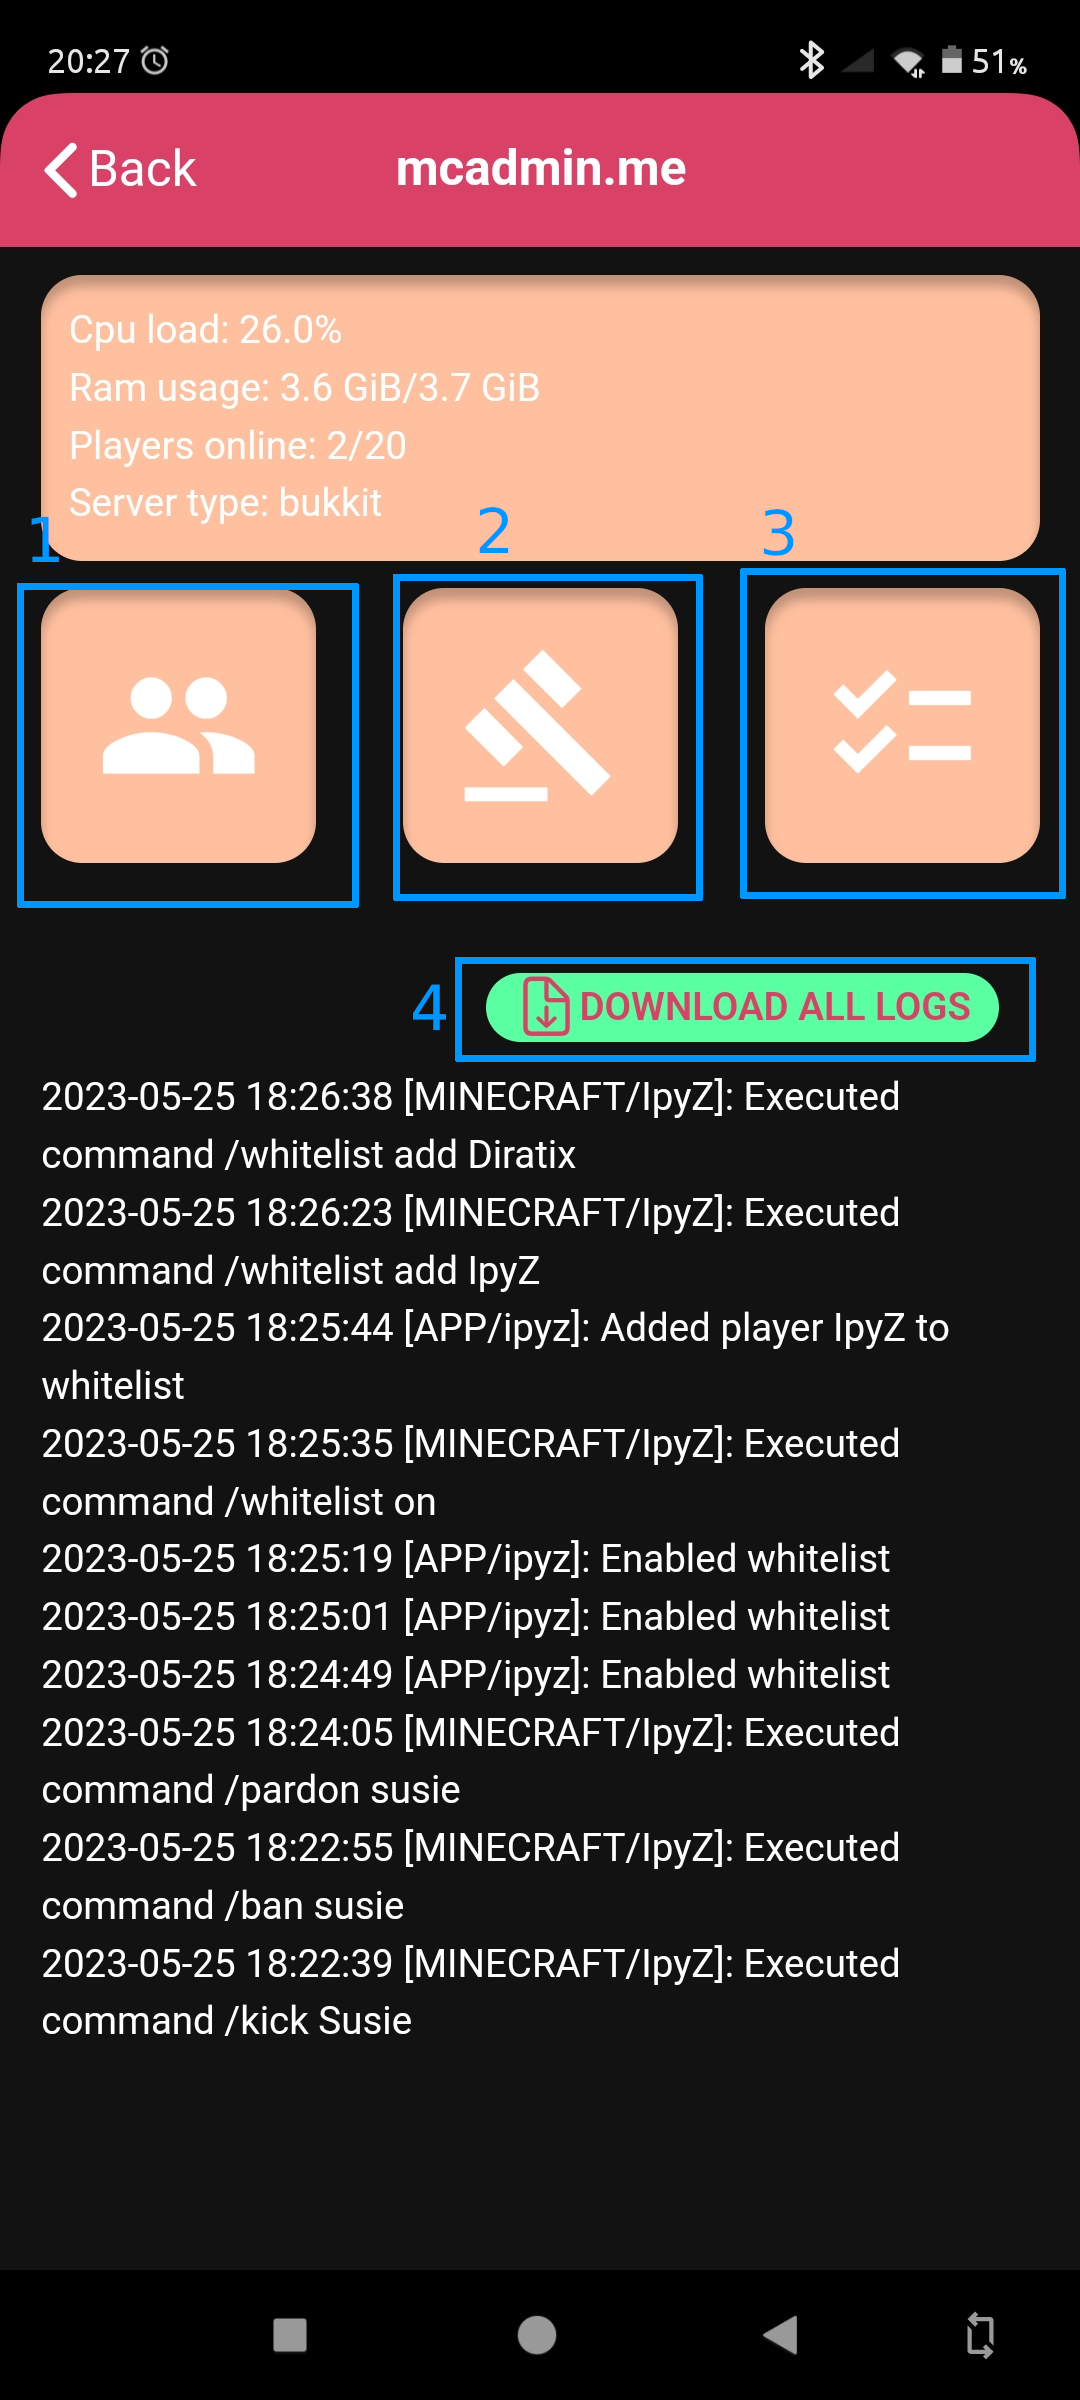 20:27 51%
Back mcadmin.me
Cpu load: 26.0%
Ram usage: 3.6 GiB/3.7 GiB
Players online: 2/20
Server type: bukkit
1 2 3
4 DOWNLOAD ALL LOGS
2023-05-25 18:26:38 [MINECRAFT/IpyZ]: Executed
command /whitelist add Diratix
2023-05-25 18:26:23 [MINECRAFT/IpyZ]: Executed
command /whitelist add IpyZ
2023-05-25 18:25:44 [APP/ipyz]: Added player IpyZ to
whitelist
2023-05-25 18:25:35 [MINECRAFT/IpyZ]: Executed
command /whitelist on
2023-05-25 18:25:19 [APP/ipyz]: Enabled whitelist
2023-05-25 18:25:01 [APP/ipyz]: Enabled whitelist
2023-05-25 18:24:49 [APP/ipyz]: Enabled whitelist
2023-05-25 18:24:05 [MINECRAFT/IpyZ]: Executed
command /pardon susie
2023-05-25 18:22:55 [MINECRAFT/IpyZ]: Executed
command /ban susie
2023-05-25 18:22:39 [MINECRAFT/IpyZ]: Executed
command /kick Susie